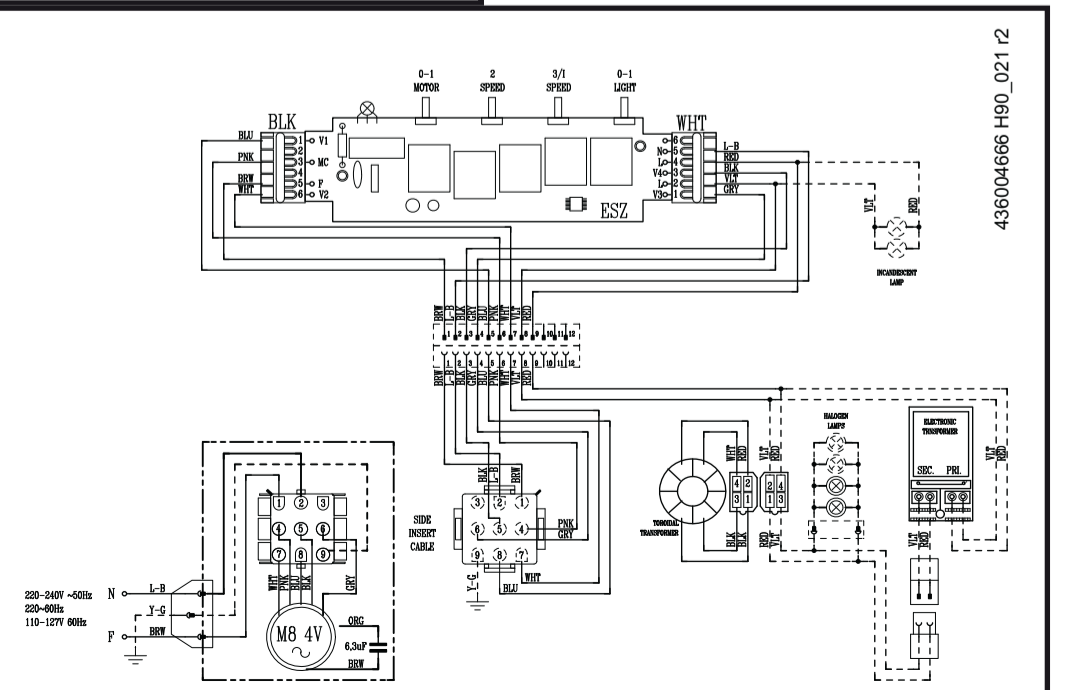 436004666 H90_021 r2
0-1 MOTOR
2 SPEED
3/I SPEED
0-1 LIGHT
BLK
WHT
BLU
PNK
BRW
WHT
1 V1
2
3 MC
4
5 F
6 V2
ESZ
6
N 5
L 4
V4 3
L 2
V3 1
L-B
RED
BLK
VLT
GRY
VLT
RED
INCANDESCENT LAMP
BRW
L-B
BLK
GRY
BLU
PNK
WHT
VLT
RED
1 2 3 4 5 6 7 8 9 10 11 12
1 2 3 4 5 6 7 8 9 10 11 12
BRW
L-B
BLK
GRY
BLU
PNK
WHT
VLT
RED
BLK
L-B
BRW
3 2 1
6 5 4
9 8 7
SIDE INSERT CABLE
PNK
GRY
WHT
BLU
Y-G
1 2 3
4 5 6
7 8 9
WHT
PNK
BLU
BLK
GRY
M8 4V
ORG
6,3uF
BRW
220-240V ~50Hz
220~60Hz
110-127V 60Hz
N
L-B
Y-G
F
BRW
TOROIDAL TRANSFORMER
WHT
RED
VLT
RED
4 2
3 1
2 4
1 3
BLK
BLK
RED
VLT
HALOGEN LAMPS
ELECTRONIC TRNSFORMER
SEC. PRI.
VLT
RED
VLT
RED